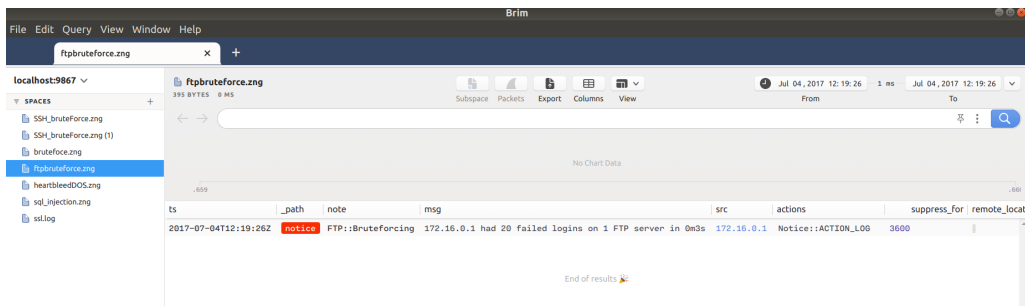 Brim
File Edit Query View Window Help
ftpbruteforce.zng × +
localhost:9867
SPACES +
SSH_bruteForce.zng
SSH_bruteForce.zng (1)
brutefoce.zng
ftpbruteforce.zng
heartbleedDOS.zng
sql_injection.zng
ssl.log
ftpbruteforce.zng
395 BYTES 0 MS
Subspace Packets Export Columns View
Jul 04 , 2017 12:19:26 1 ms Jul 04 , 2017 12:19:26
From To
No Chart Data
.659 .66
ts _path note msg src actions suppress_for remote_locat
2017-07-04T12:19:26Z notice FTP::Bruteforcing 172.16.0.1 had 20 failed logins on 1 FTP server in 0m3s 172.16.0.1 Notice::ACTION_LOG 3600
End of results 🎉